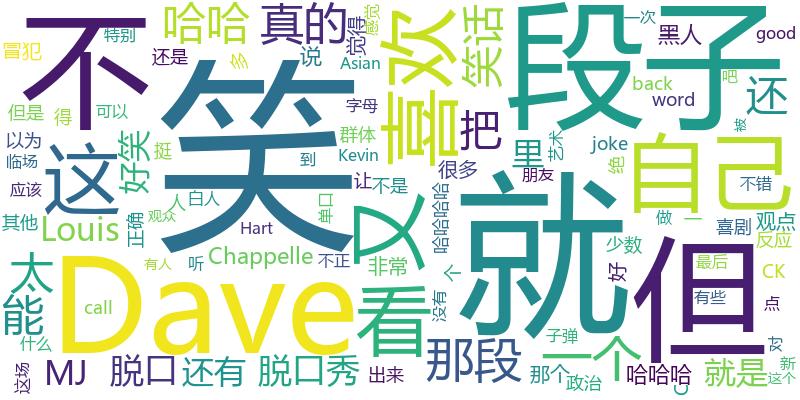 冒犯
特别
哈哈
真的
喜欢
笑话
段子
一次
黑人
good
不
笑
还是
多
说
觉得
感觉
Asian
back
word
吧
还
但是
得
可以
这
以为
临场
好笑
挺
字母
群体
Kevin
到
把
很多
里
joke
朋友
艺术
绝
被
自己
不错
应该
其他
Louis
正确
观众
人
白人
Hart
让
不是
又
哈哈哈哈
就
但
少数
好
做
一
喜剧
观点
反应
太
能
Dave
call
有人
听
Chappelle
单口
不正
非常
个
没有
看
最后
CK
有些
点
什么
这场
MJ
脱口
还有
脱口秀
出来
那段
一个
子弹
那个
政治
哈哈哈
就是
对
新
这个